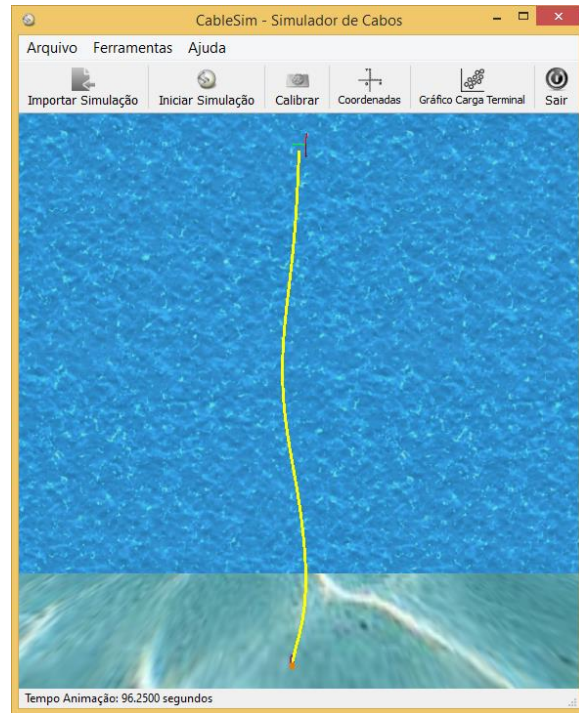 CableSim - Simulador de Cabos
Arquivo Ferramentas Ajuda
Importar Simulação Iniciar Simulação Calibrar Coordenadas Gráfico Carga Terminal Sair
Tempo Animação: 96.2500 segundos